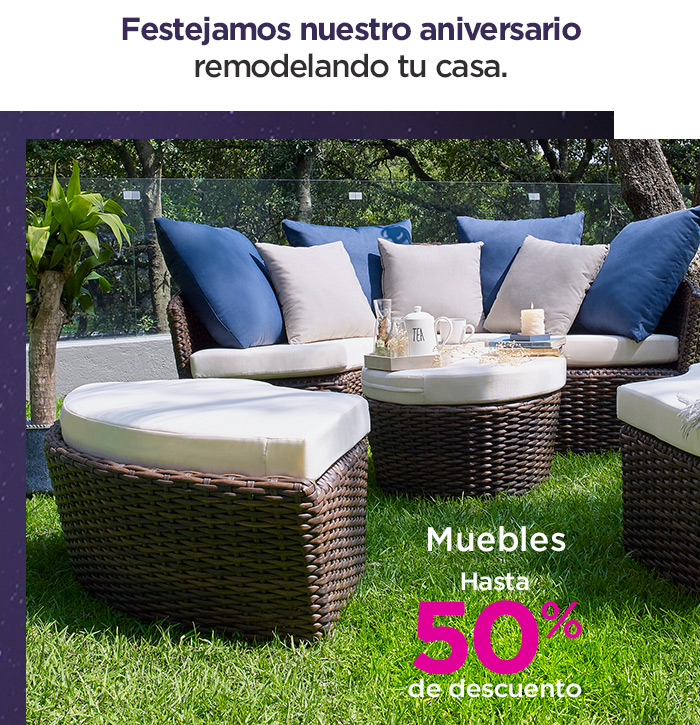 Festejamos nuestro aniversario
remodelando tu casa.
TEA
Muebles
Hasta
50%
de descuento